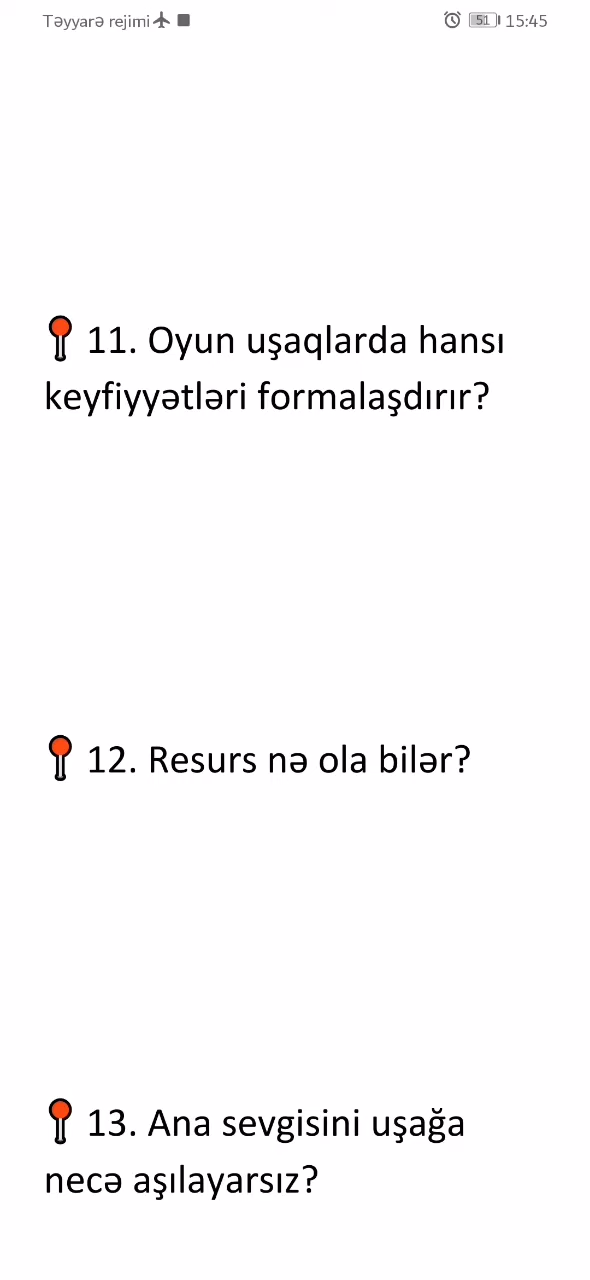 Təyyarə rejimi 51 15:45
11. Oyun uşaqlarda hansı
keyfiyyətləri formalaşdırır?
12. Resurs nə ola bilər?
13. Ana sevgisini uşağa
necə aşılayarsız?